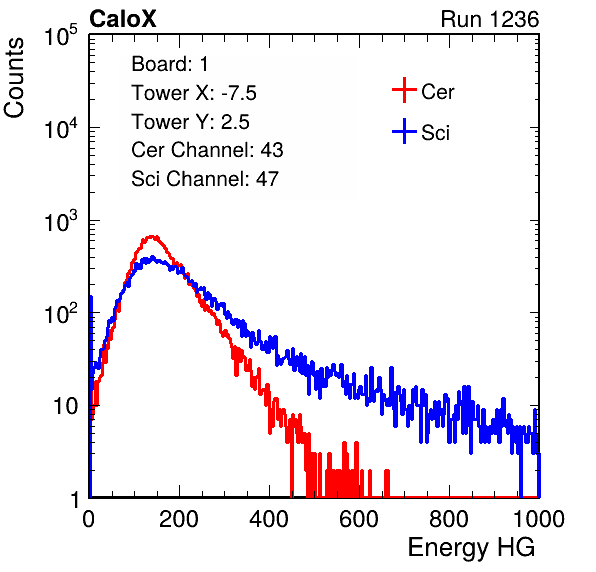 CaloX Run 1236
Counts
10^5
10^4
10^3
10^2
10
1
Board: 1
Tower X: -7.5
Tower Y: 2.5
Cer Channel: 43
Sci Channel: 47
Cer
Sci
0 200 400 600 800 1000
Energy HG